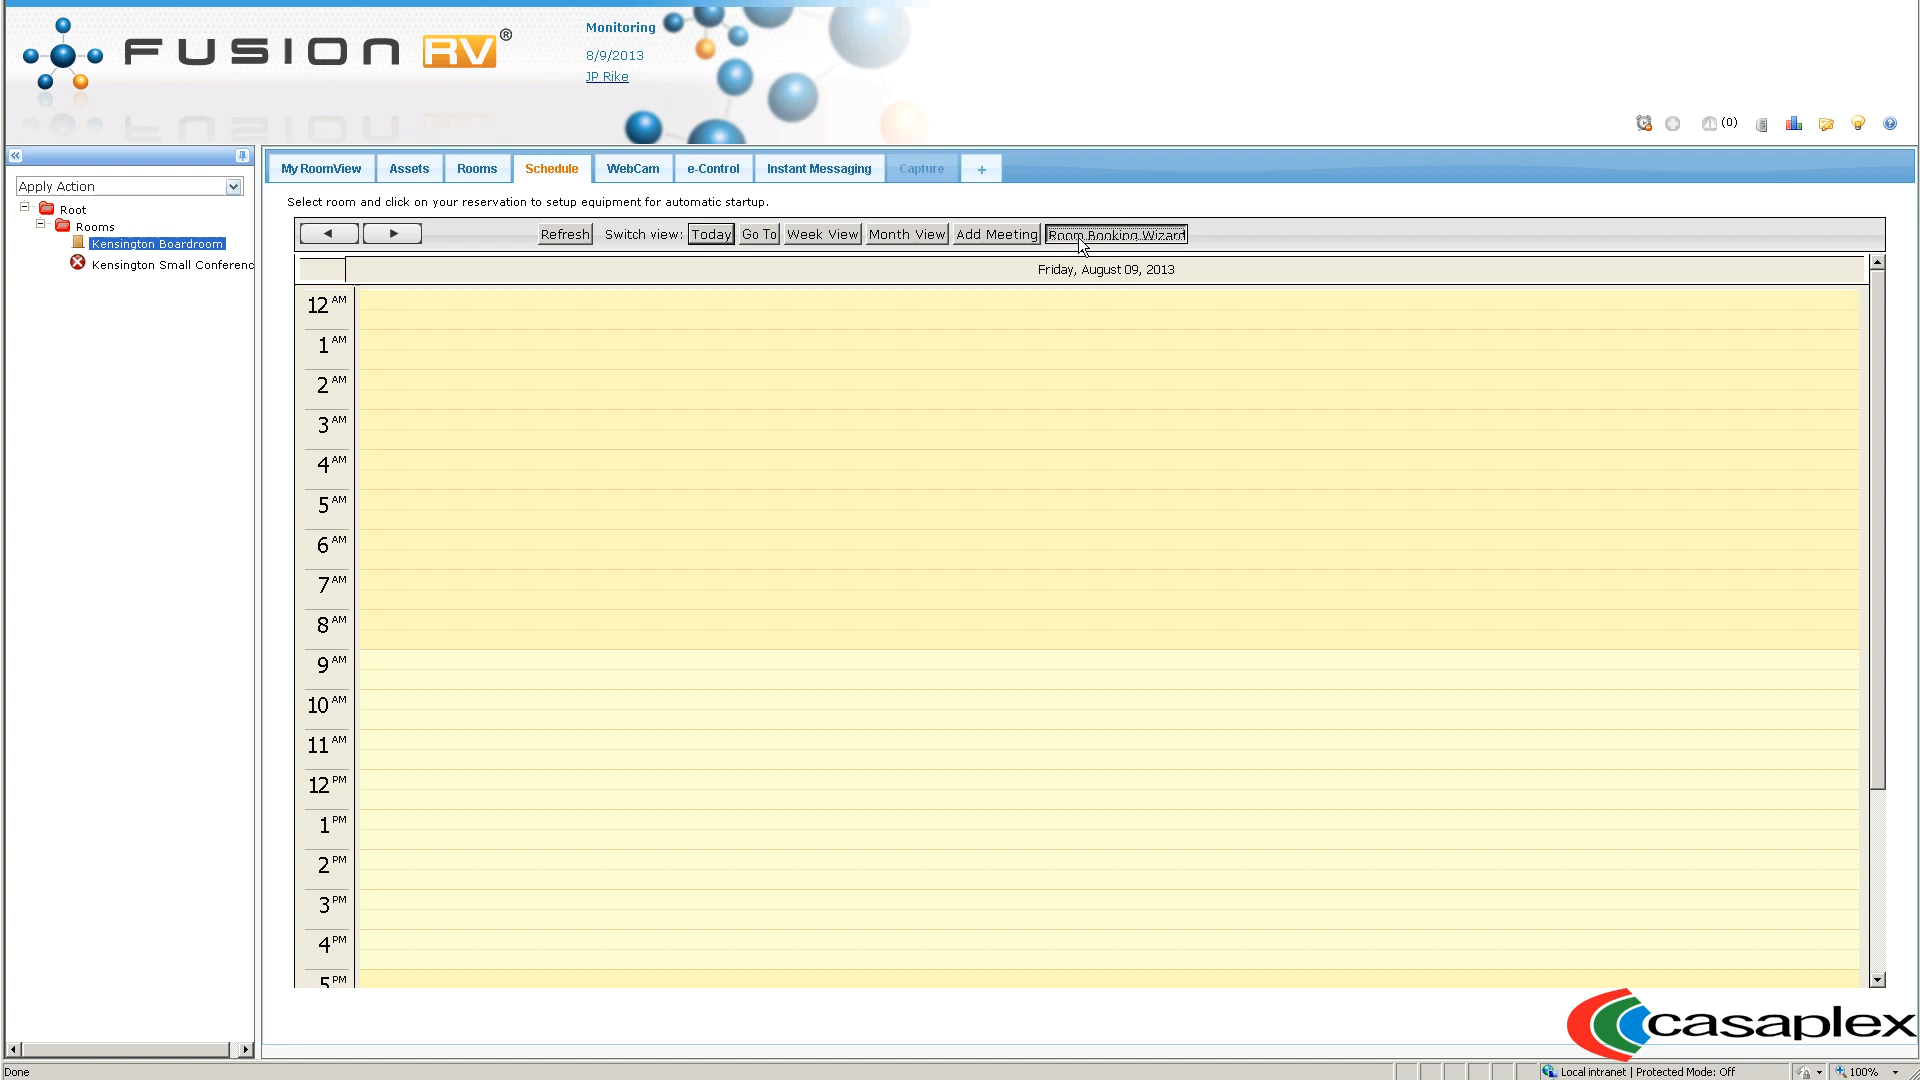 FUSION RV®
Monitoring
8/9/2013
JP Rike
(0)
Apply Action
Root
Rooms
Kensington Boardroom
Kensington Small Conferenc
My RoomView Assets Rooms Schedule WebCam e-Control Instant Messaging Capture +
Select room and click on your reservation to setup equipment for automatic startup.
Refresh Switch view: Today Go To Week View Month View Add Meeting Room Booking Wizard
Friday, August 09, 2013
12 AM
1 AM
2 AM
3 AM
4 AM
5 AM
6 AM
7 AM
8 AM
9 AM
10 AM
11 AM
12 PM
1 PM
2 PM
3 PM
4 PM
5 PM
casaplex
Done
Local intranet | Protected Mode: Off
100%